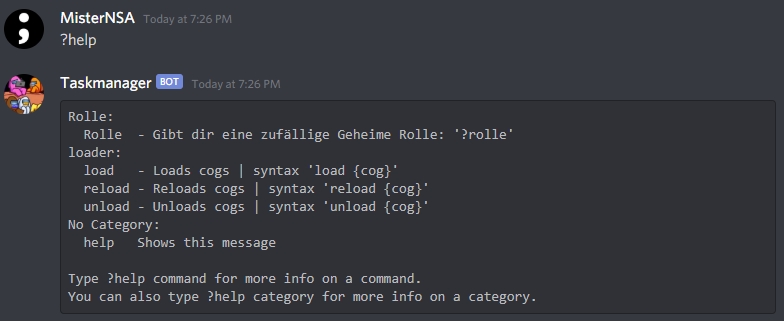 MisterNSA Today at 7:26 PM
?help
Taskmanager BOT Today at 7:26 PM
Rolle:
  Rolle  - Gibt dir eine zufällige Geheime Rolle: '?rolle'
loader:
  load   - Loads cogs | syntax 'load {cog}'
  reload - Reloads cogs | syntax 'reload {cog}'
  unload - Unloads cogs | syntax 'unload {cog}'
No Category:
  help   Shows this message
Type ?help command for more info on a command.
You can also type ?help category for more info on a category.